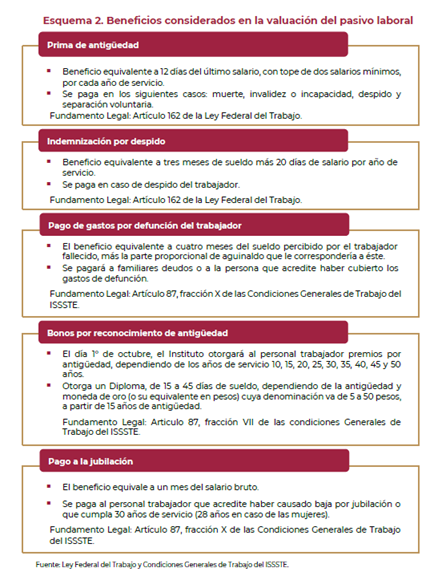 Esquema 2. Beneficios considerados en la valuación del pasivo laboral
Prima de antigüedad
▪ Beneficio equivalente a 12 días del último salario, con tope de dos salarios mínimos,
por cada año de servicio.
▪ Se paga en los siguientes casos: muerte, invalidez o incapacidad, despido y
separación voluntaria.
Fundamento Legal: Artículo 162 de la Ley Federal del Trabajo.
Indemnización por despido
▪ Beneficio equivalente a tres meses de sueldo más 20 días de salario por año de
servicio.
▪ Se paga en caso de despido del trabajador.
Fundamento Legal: Artículo 162 de la Ley Federal del Trabajo.
Pago de gastos por defunción del trabajador
▪ El beneficio equivalente a cuatro meses del sueldo percibido por el trabajador
fallecido, más la parte proporcional de aguinaldo que le correspondería a éste.
▪ Se pagará a familiares deudos o a la persona que acredite haber cubierto los
gastos de defunción.
Fundamento Legal: Artículo 87, fracción X de las Condiciones Generales de Trabajo del
ISSSTE.
Bonos por reconocimiento de antigüedad
▪ El día 1° de octubre, el Instituto otorgará al personal trabajador premios por
antigüedad, dependiendo de los años de servicio 10, 15, 20, 25, 30, 35, 40, 45 y 50
años.
▪ Otorga un Diploma, de 15 a 45 días de sueldo, dependiendo de la antigüedad y
moneda de oro (o su equivalente en pesos) cuya denominación va de 5 a 50 pesos,
a partir de 15 años de antigüedad.
Fundamento Legal: Articulo 87, fracción VII de las condiciones Generales de
Trabajo del ISSSTE.
Pago a la jubilación
▪ El beneficio equivale a un mes del salario bruto.
▪ Se paga al personal trabajador que acredite haber causado baja por jubilación o
que cumpla 30 años de servicio (28 años en caso de las mujeres).
Fundamento Legal: Artículo 87, fracción X de las Condiciones Generales de Trabajo
del ISSSTE.
Fuente: Ley Federal del Trabajo y Condiciones Generales de Trabajo del ISSSTE.